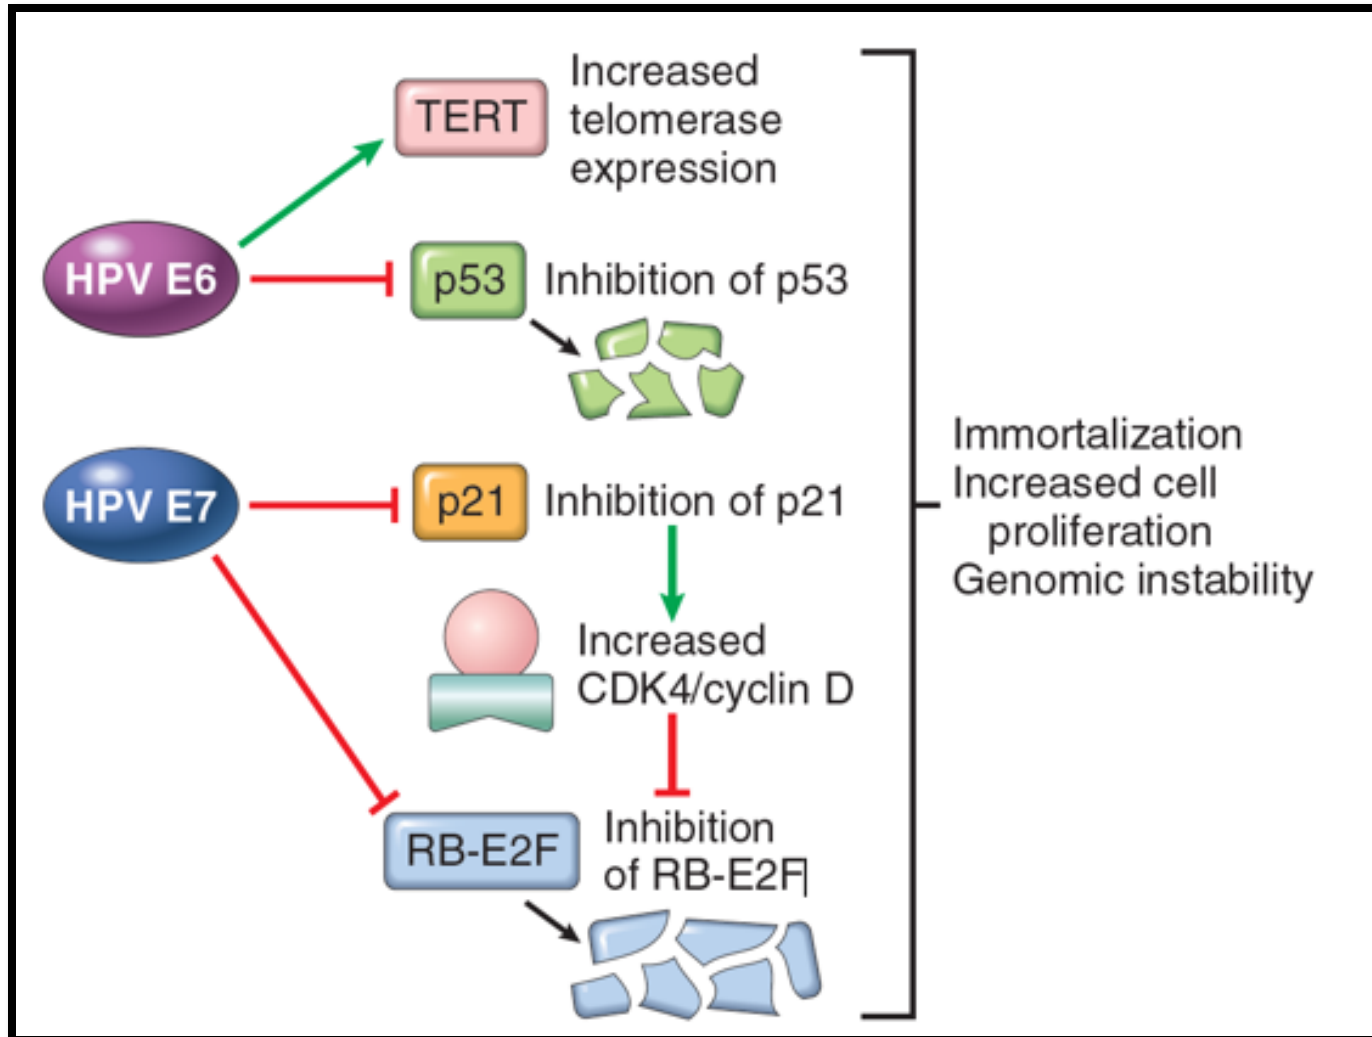 TERT
Increased
telomerase
expression
HPV E6
p53
Inhibition of p53
HPV E7
p21
Inhibition of p21
Increased
CDK4/cyclin D
RB-E2F
Inhibition
of RB-E2F
Immortalization
Increased cell
proliferation
Genomic instability